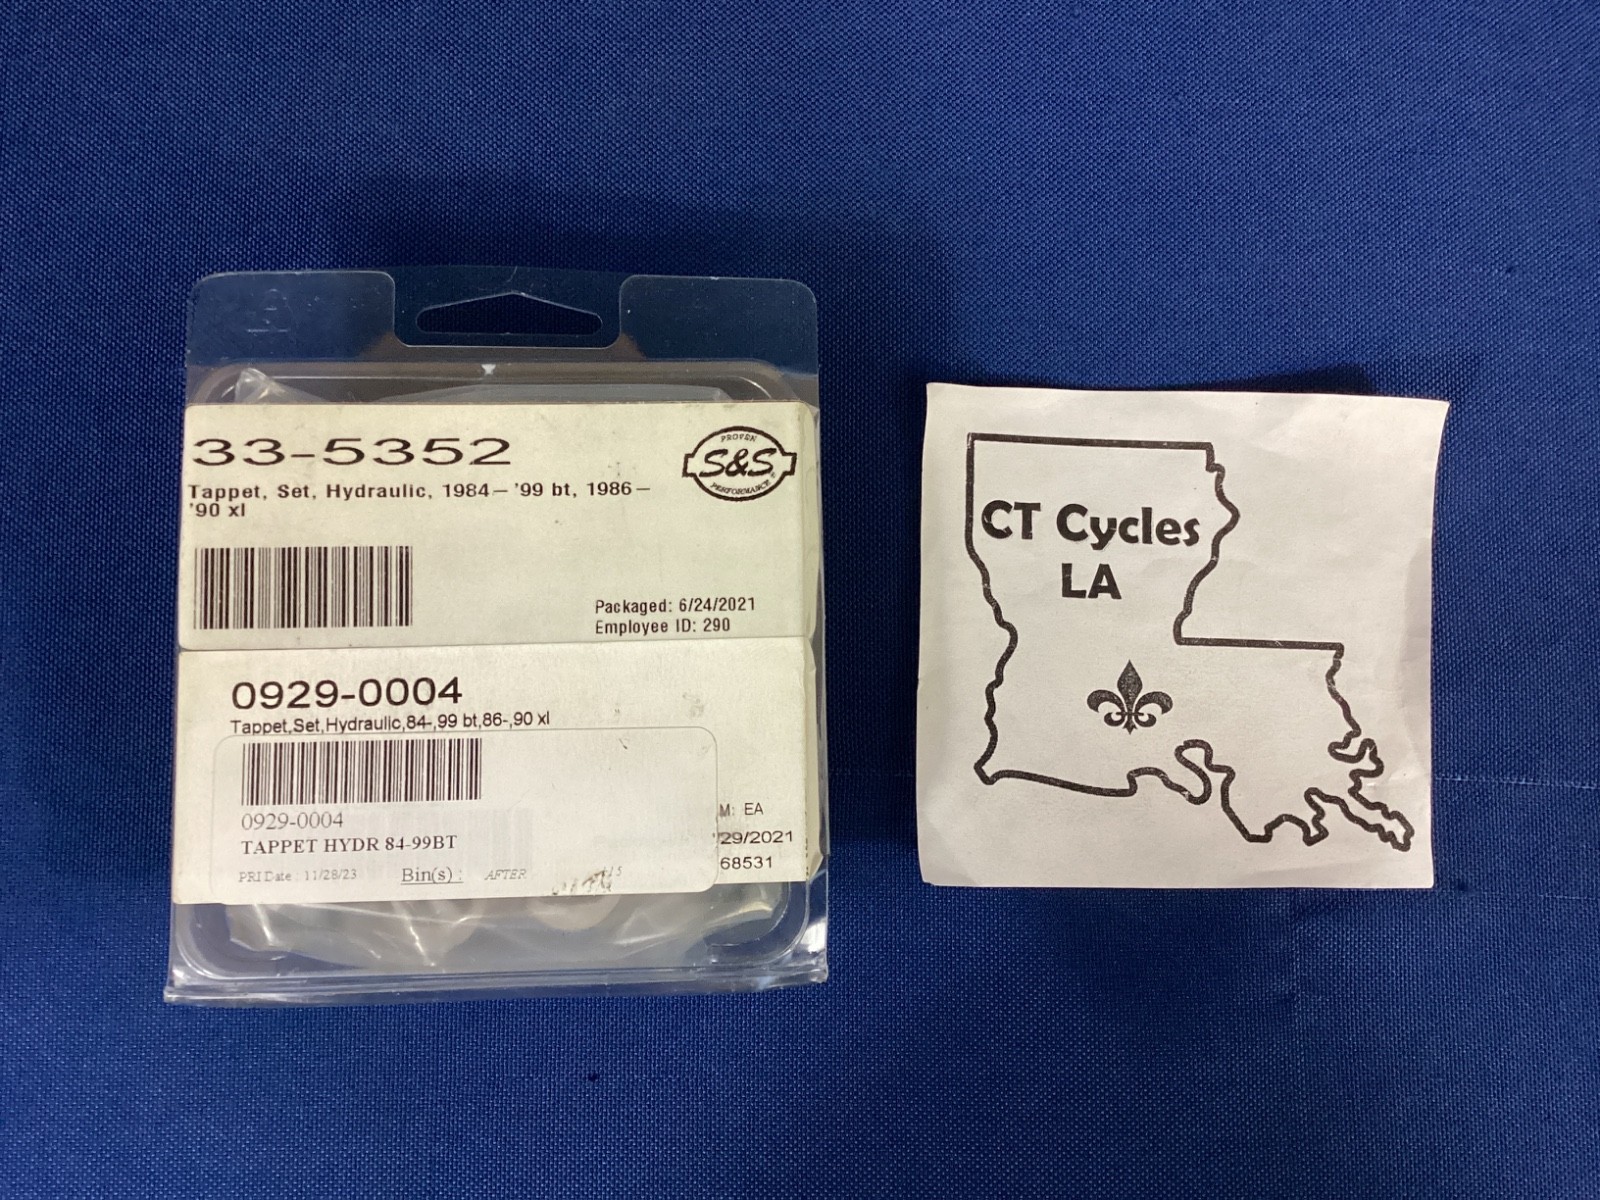 33-5352
PROVEN
S&S
PERFORMANCE
Tappet, Set, Hydraulic, 1984-'99 bt, 1986-
'90 xl
Packaged: 6/24/2021
Employee ID: 290
0929-0004
Tappet,Set,Hydraulic,84-,99 bt,86-,90 xl
0929-0004
TAPPET HYDR 84-99BT
PRI Date: 11/28/23 Bin(s): AFTER
M: EA
29/2021
68531
CT Cycles
LA